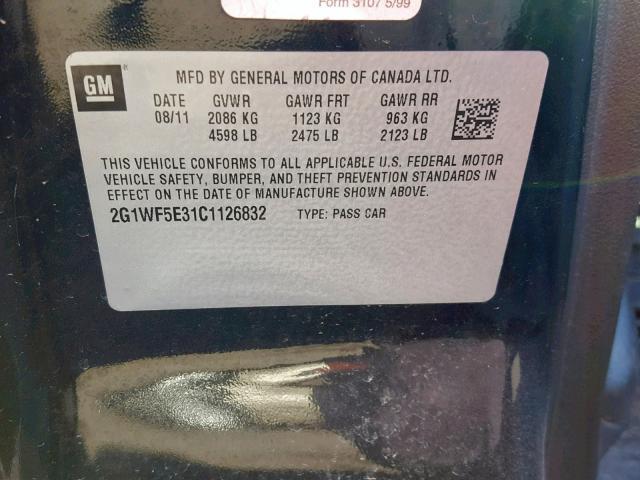 Form 3107 5/99
GM
MFD BY GENERAL MOTORS OF CANADA LTD.
DATE GVWR GAWR FRT GAWR RR
08/11 2086 KG 1123 KG 963 KG
4598 LB 2475 LB 2123 LB
THIS VEHICLE CONFORMS TO ALL APPLICABLE U.S. FEDERAL MOTOR
VEHICLE SAFETY, BUMPER, AND THEFT PREVENTION STANDARDS IN
EFFECT ON THE DATE OF MANUFACTURE SHOWN ABOVE.
2G1WF5E31C1126832 TYPE: PASS CAR